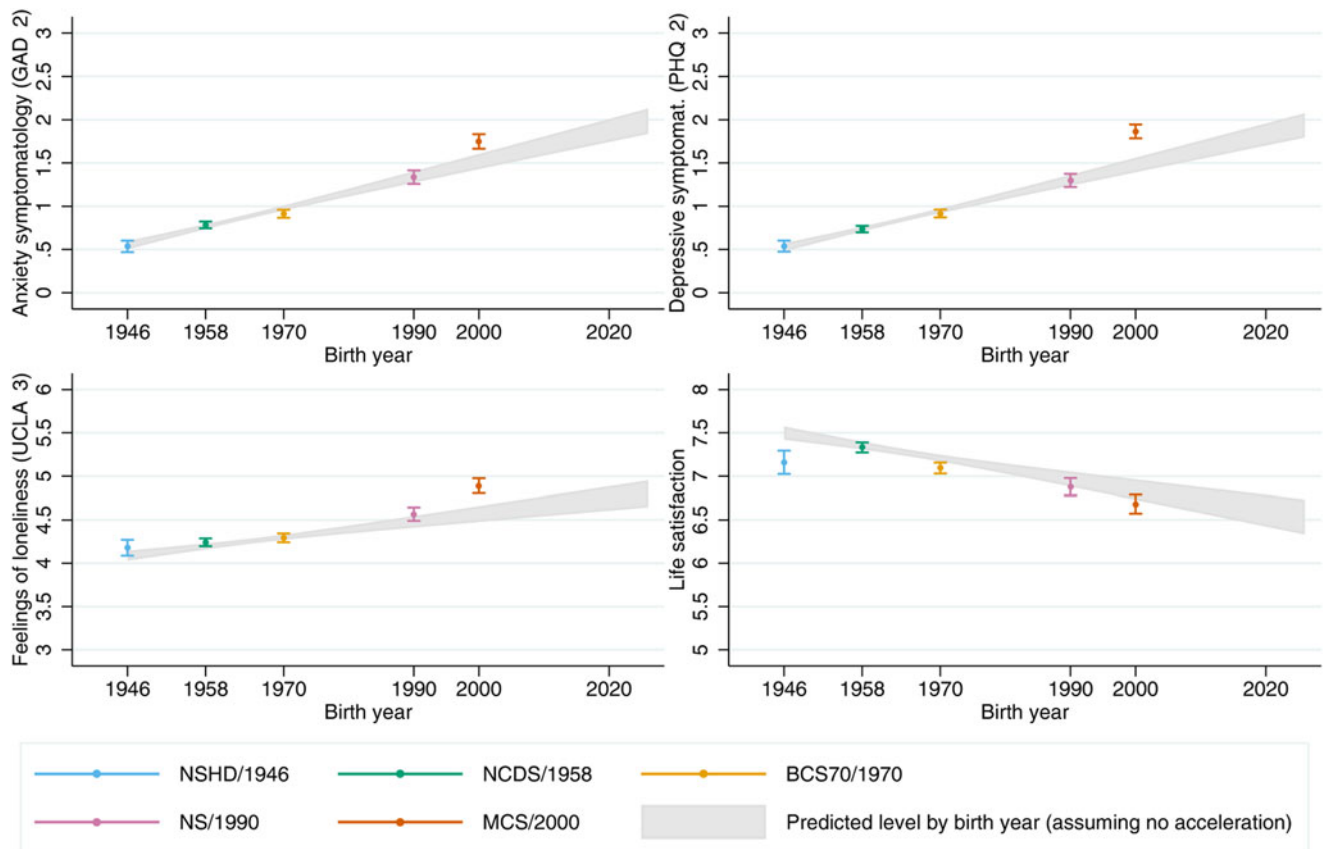 Anxiety symptomatology (GAD 2)
3
2.5
2
1.5
1
.5
0
1946 1958 1970 1990 2000 2020
Birth year
Depressive symptomat. (PHQ 2)
3
2.5
2
1.5
1
.5
0
1946 1958 1970 1990 2000 2020
Birth year
Feelings of loneliness (UCLA 3)
6
5.5
5
4.5
4
3.5
3
1946 1958 1970 1990 2000 2020
Birth year
Life satisfaction
8
7.5
7
6.5
6
5.5
5
1946 1958 1970 1990 2000 2020
Birth year
NSHD/1946 NCDS/1958 BCS70/1970
NS/1990 MCS/2000 Predicted level by birth year (assuming no acceleration)